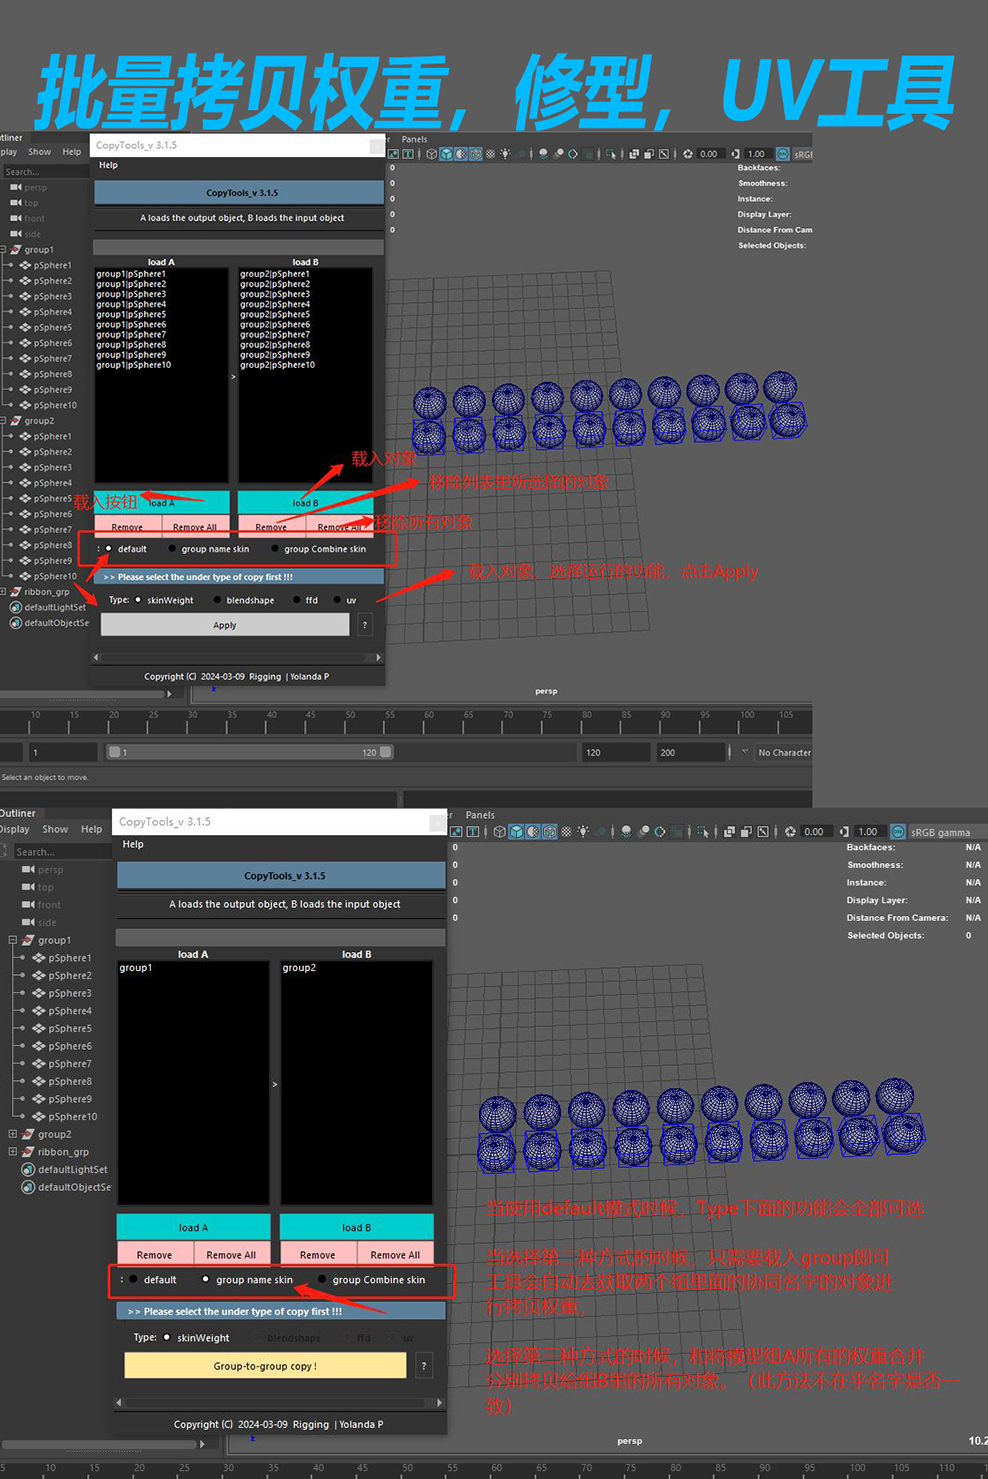 批量拷贝权重，修型，UV工具
Outliner
CopyTools_v 3.1.5
Panels
Display Show Help
Help
0.00 1.00 sRGB
Search...
CopyTools_v 3.1.5
A loads the output object, B loads the input object
0
0
0
0
0
Backfaces:
Smoothness:
Instance:
Display Layer:
Distance From Cam
Selected Objects:
persp
top
front
side
group1
pSphere1
pSphere2
pSphere3
pSphere4
pSphere5
pSphere6
pSphere7
pSphere8
pSphere9
pSphere10
group2
pSphere1
pSphere2
pSphere3
pSphere4
pSphere5
pSphere6
pSphere7
pSphere8
pSphere9
pSphere10
ribbon_grp
defaultLightSet
defaultObjectSe
load A load B
group1|pSphere1 group2|pSphere1
group1|pSphere2 group2|pSphere2
group1|pSphere3 group2|pSphere3
group1|pSphere4 group2|pSphere4
group1|pSphere5 group2|pSphere5
group1|pSphere6 group2|pSphere6
group1|pSphere7 group2|pSphere7
group1|pSphere8 group2|pSphere8
group1|pSphere9 group2|pSphere9
group1|pSphere10 group2|pSphere10
>
载入对象
移除列表里所选择的对象
载入按钮
load A load B
移除所有对象
Remove Remove All Remove Remove All
: default group name skin group Combine skin
>> Please select the under type of copy first !!!
载入对象，选择运行的功能，点击Apply
Type: skinWeight blendshape ffd uv
Apply ?
Copyright (C) 2024-03-09 Rigging | Yolanda P
persp
10 15 20 25 30 35 40 45 50 55 60 65 70 75 80 85 90 95 100 105
1 1 120 120 200 No Character
Select an object to move.
Outliner
CopyTools_v 3.1.5
Panels
Display Show Help
Help
0.00 1.00 sRGB gamma
Search...
CopyTools_v 3.1.5
A loads the output object, B loads the input object
0
0
0
0
0
Backfaces: N/A
Smoothness: N/A
Instance: N/A
Display Layer: N/A
Distance From Camera: N/A
Selected Objects: 0
persp
top
front
side
group1
pSphere1
pSphere2
pSphere3
pSphere4
pSphere5
pSphere6
pSphere7
pSphere8
pSphere9
pSphere10
group2
ribbon_grp
defaultLightSet
defaultObjectSe
load A load B
group1 group2
>
load A load B
Remove Remove All Remove Remove All
: default group name skin group Combine skin
>> Please select the under type of copy first !!!
Type: skinWeight blendshape ffd uv
Group-to-group copy ! ?
Copyright (C) 2024-03-09 Rigging | Yolanda P
当使用default模式时候，Type下面的功能会全部可选
当选择第二种方式的时候，只需要载入group即可
工具会自动去获取两个组里面的协同名字的对象进
行拷贝权重，
选择第三种方式的时候，和将模型组A所有的权重合并
分别拷贝给组B里的所有对象。（此方法不在乎名字是否一
致）
persp
10.2
5 10 15 20 25 30 35 40 45 50 55 60 65 70 75 80 85 90 95 100 105 110